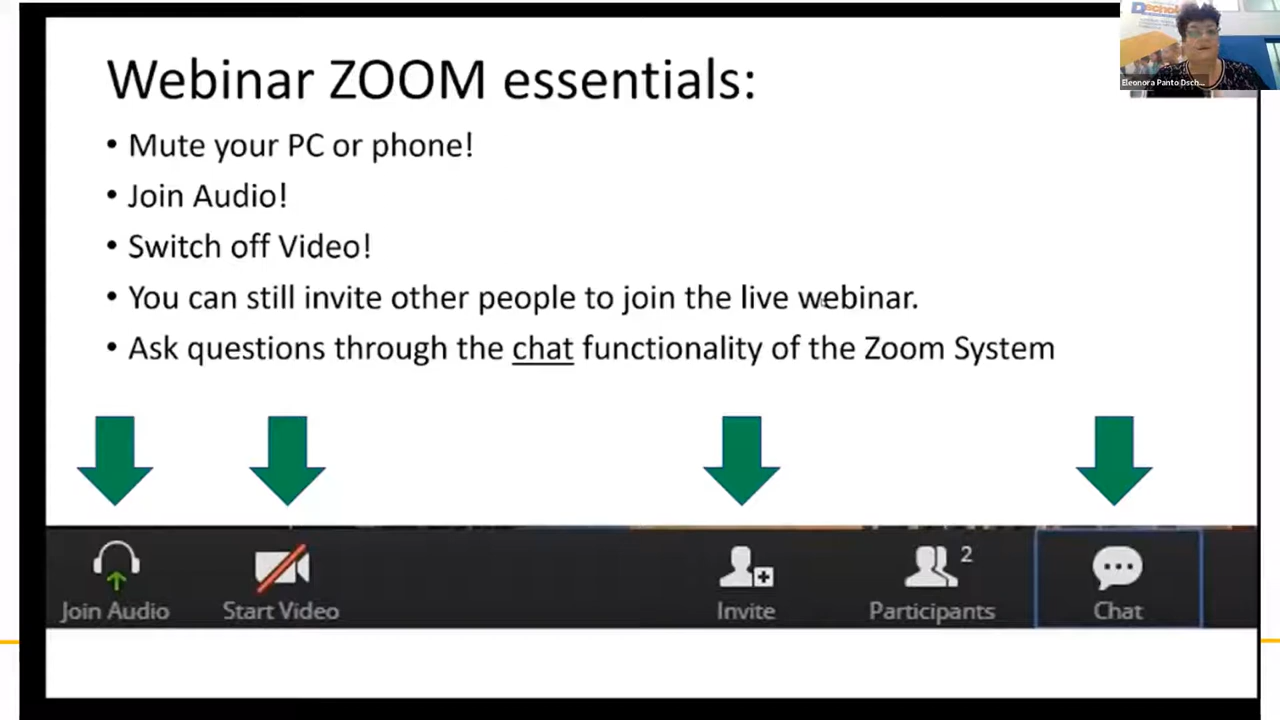 Webinar ZOOM essentials:
• Mute your PC or phone!
• Join Audio!
• Switch off Video!
• You can still invite other people to join the live webinar.
• Ask questions through the chat functionality of the Zoom System
Join Audio
Start Video
Invite
Participants
2
Chat
Dschol
Eleonora Panto Dsch...